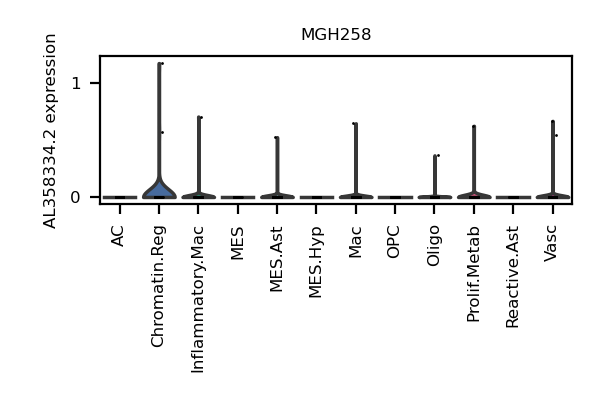 MGH258
AL358334.2 expression
1
0
AC
Chromatin.Reg
Inflammatory.Mac
MES
MES.Ast
MES.Hyp
Mac
OPC
Oligo
Prolif.Metab
Reactive.Ast
Vasc